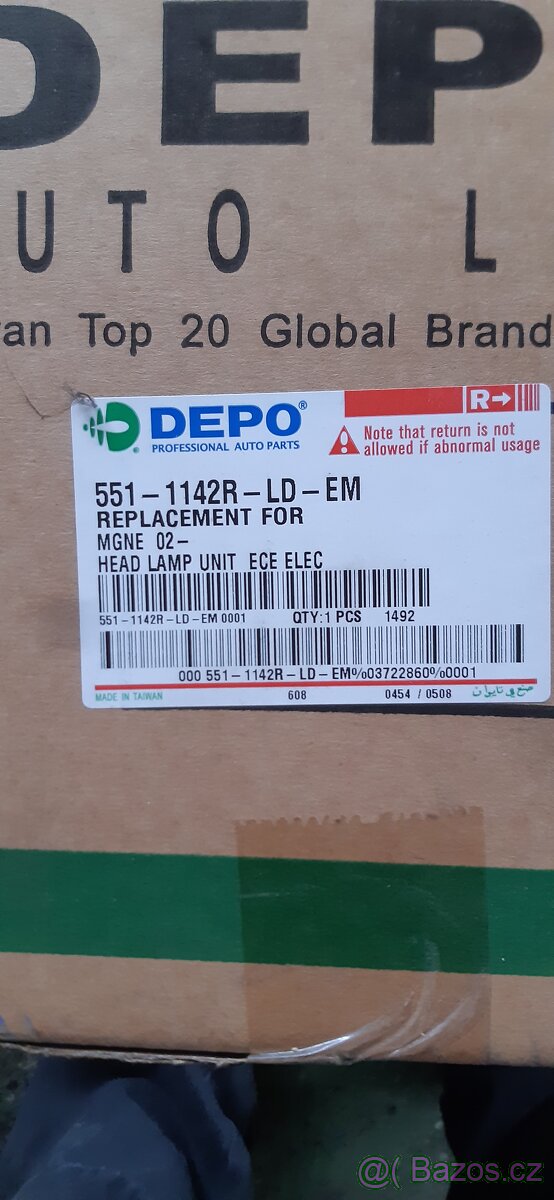 DEP
UTO L
an Top 20 Global Brand
DEPO®
PROFESSIONAL AUTO PARTS
R→
Note that return is not
allowed if abnormal usage
551-1142R-LD-EM
REPLACEMENT FOR
MGNE 02-
HEAD LAMP UNIT ECE ELEC
551-1142R-LD-EM 0001 QTY:1 PCS 1492
000 551-1142R-LD-EM%03722860%0001
MADE IN TAIWAN 608 0454 / 0508 صنع في تايوان
@( Bazos.cz